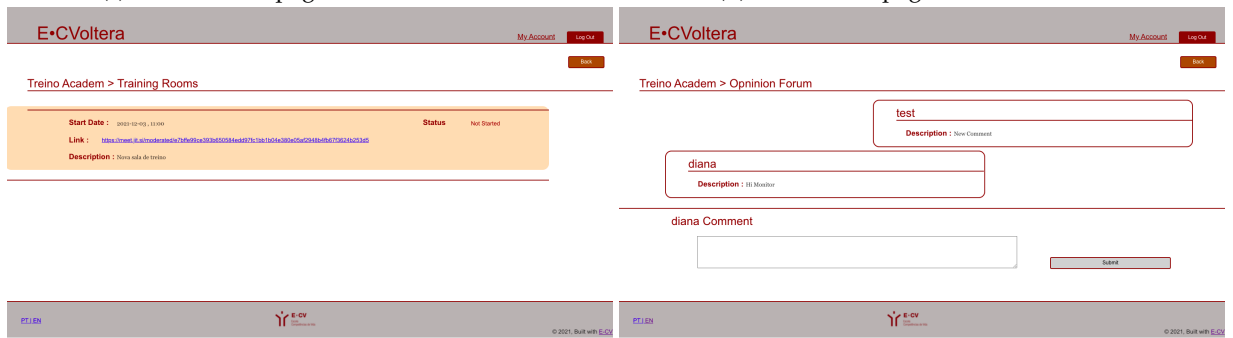 E•CVoltera
My Account
Log Out
Back
Treino Academ > Training Rooms
Start Date : 2021-12-03 , 11:00
Status Not Started
Link : https://meet.jit.si/moderated/e7bffe99ce393b650584edd97fc1bb1b04e380e05af2948b4fb67f3624b253d5
Description : Nova sala de treino
PT | EN
E-CV
© 2021, Built with E-CV
E•CVoltera
My Account
Log Out
Back
Treino Academ > Opninion Forum
test
Description : New Comment
diana
Description : Hi Monitor
diana Comment
Submit
PT | EN
E-CV
© 2021, Built with E-CV